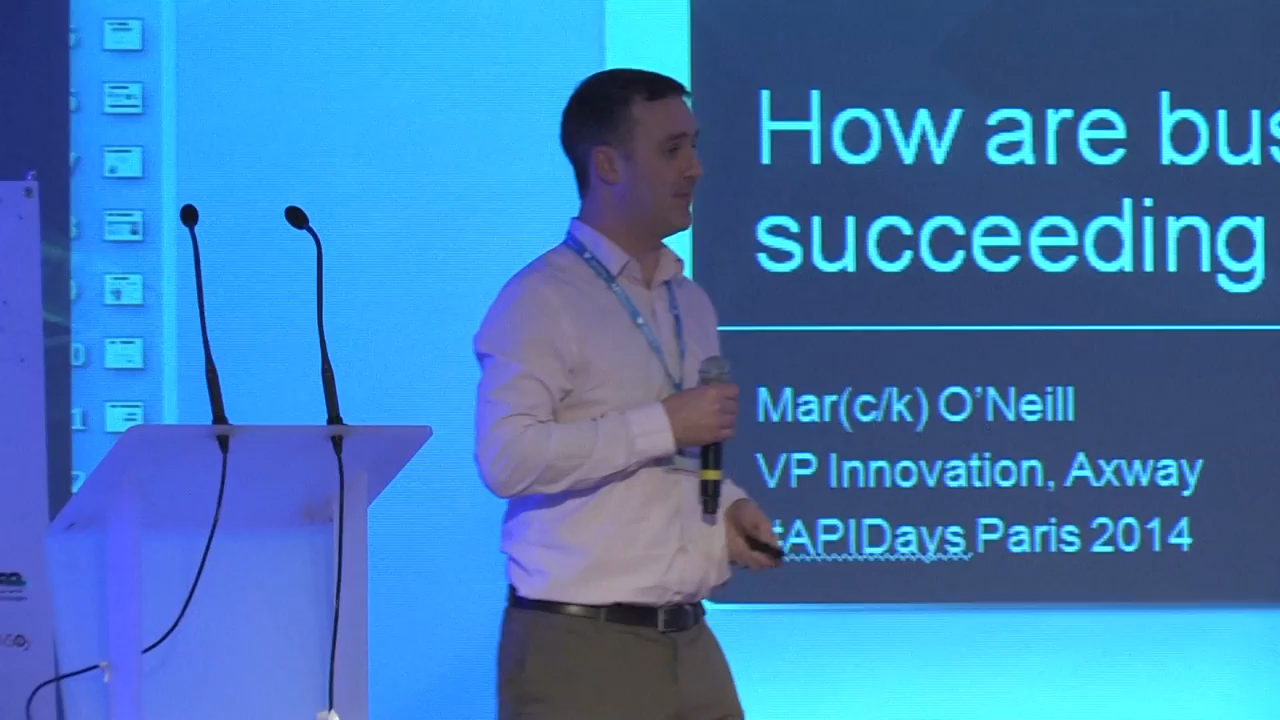 How are bus
succeeding
Mar(c/k) O'Neill
VP Innovation, Axway
#APIDays Paris 2014